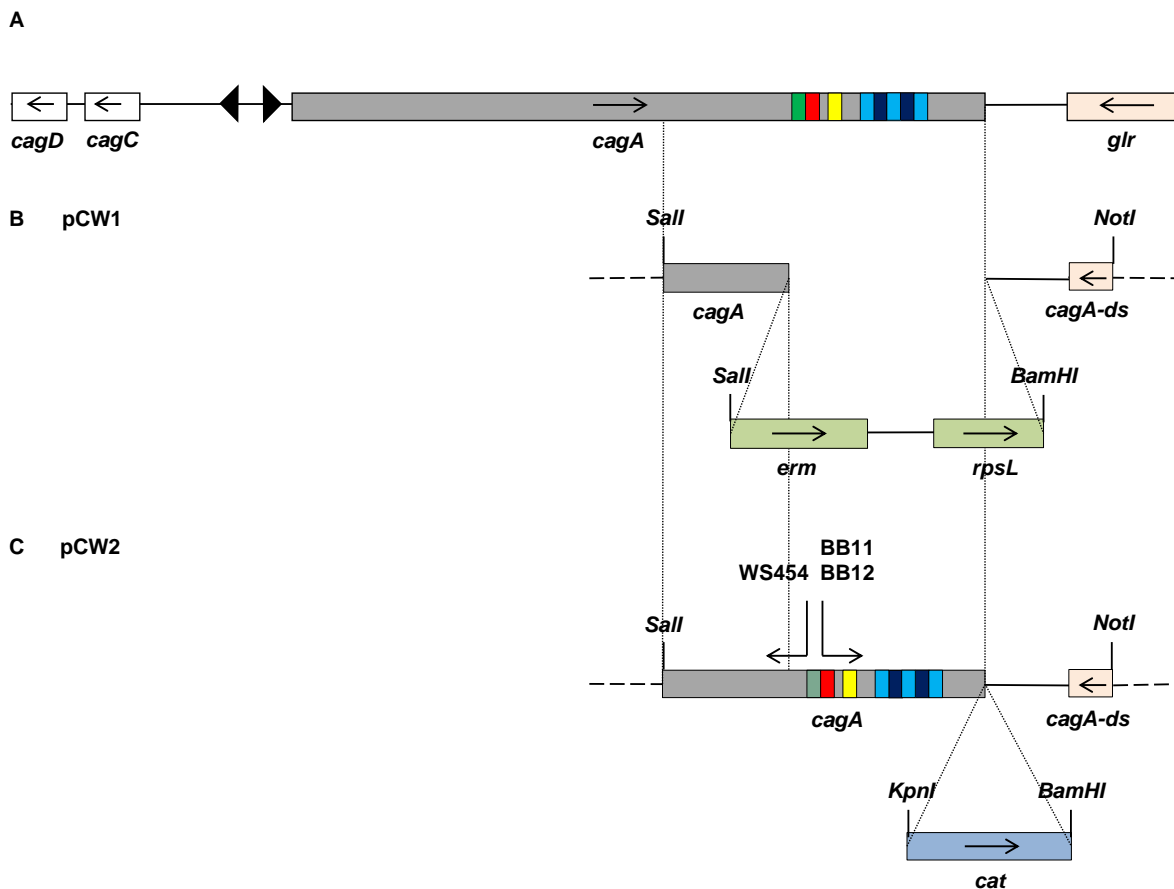 A
cagD cagC cagA glr
B pCW1
SalI NotI
cagA cagA-ds
SalI BamHI
erm rpsL
C pCW2
BB11
WS454 BB12
SalI NotI
cagA cagA-ds
KpnI BamHI
cat